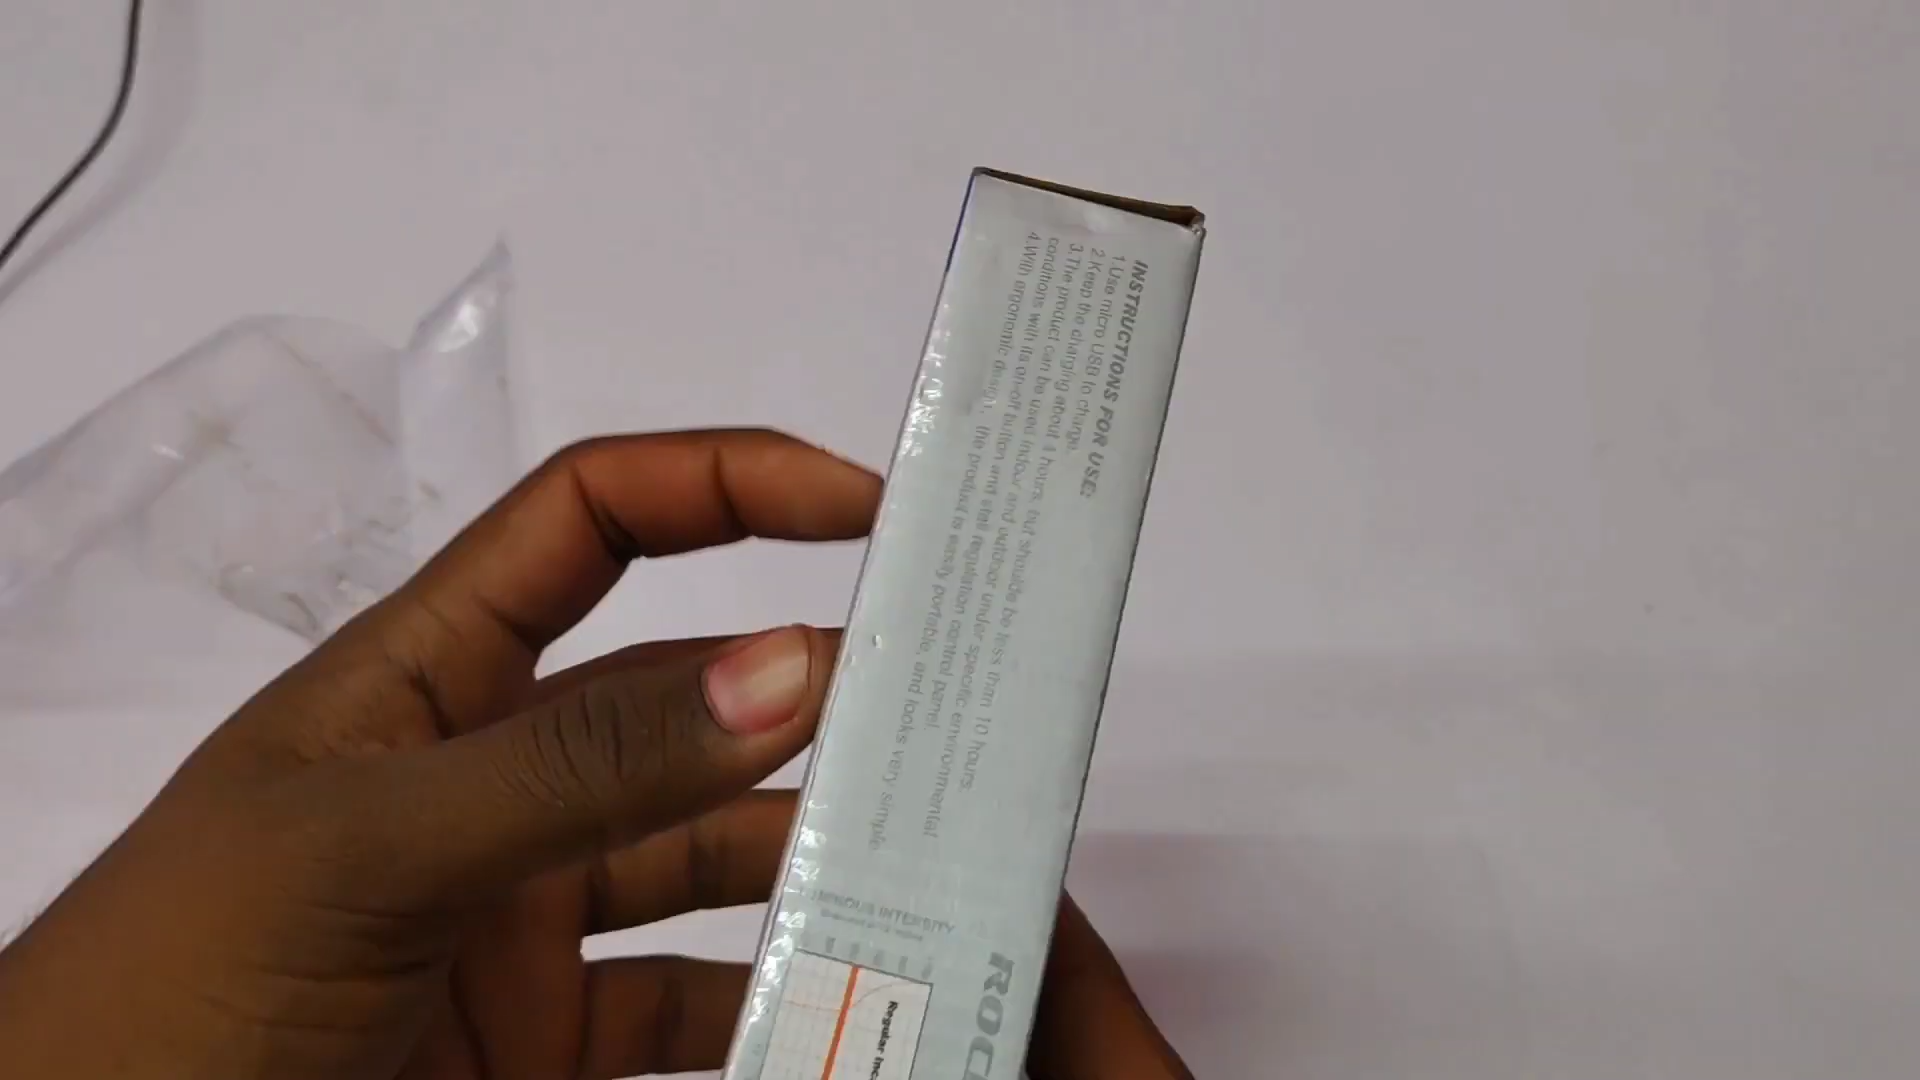 INSTRUCTIONS FOR USE:
1.Use micro USB to charge.
2.Keep the charging about 4 hours, but shoulde be less than 10 hours.
3.The product can be used indoor and outdoor under specific environmental
conditions with its on-off button and stall regulation control panel.
4.With ergonomic design, the product is easily portable, and looks very simple
LUMINOUS INTENSITY
Regular Inc
ROC